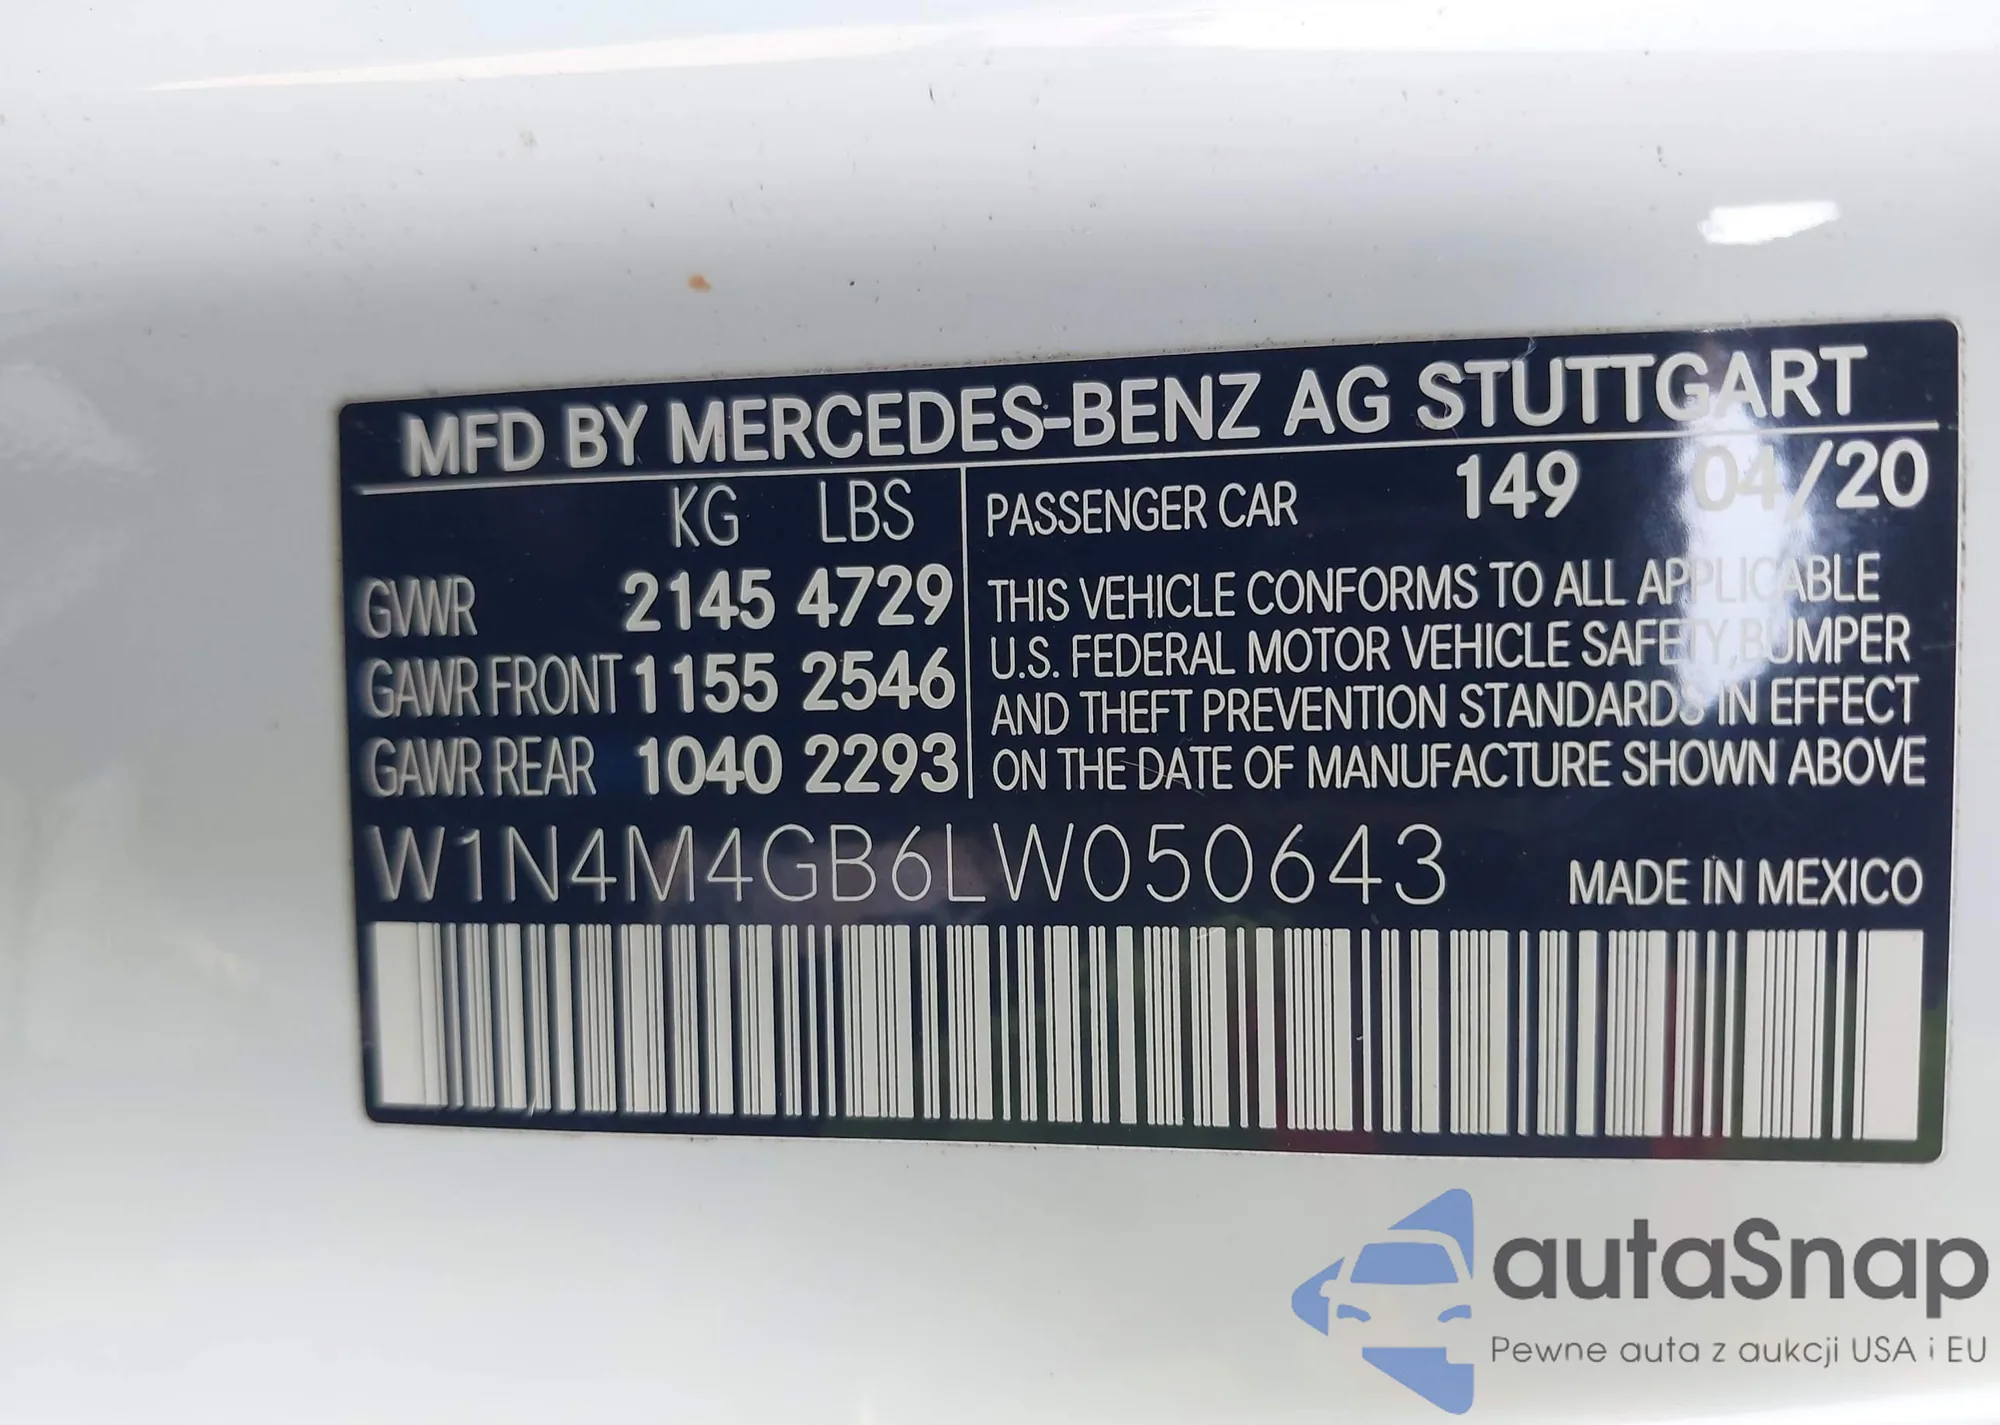 MFD BY MERCEDES-BENZ AG STUTTGART
KG LBS
GVWR 2145 4729
GAWR FRONT 1155 2546
GAWR REAR 1040 2293
PASSENGER CAR 149 04/20
THIS VEHICLE CONFORMS TO ALL APPLICABLE
U.S. FEDERAL MOTOR VEHICLE SAFETY, BUMPER
AND THEFT PREVENTION STANDARDS IN EFFECT
ON THE DATE OF MANUFACTURE SHOWN ABOVE
W1N4M4GB6LW050643 MADE IN MEXICO
autaSnap
Pewne auta z aukcji USA i EU